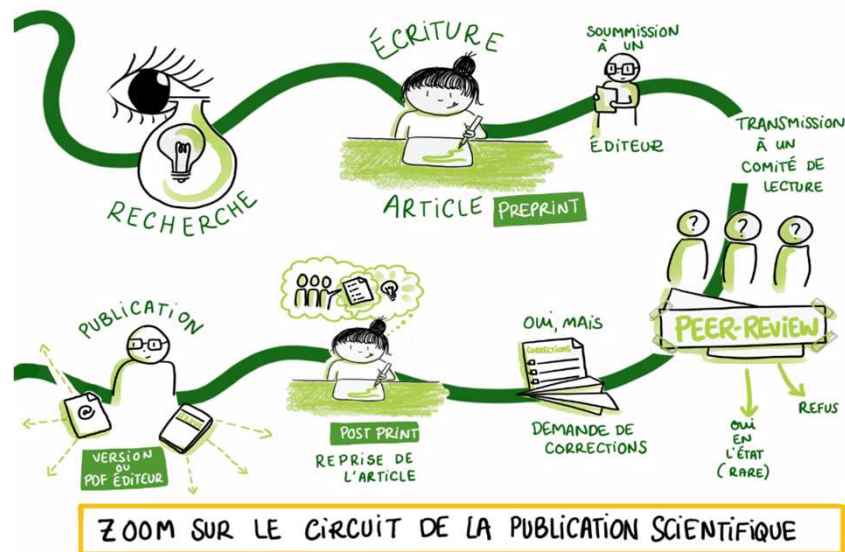 RECHERCHE
ÉCRITURE
ARTICLE PREPRINT
SOUMMISSION
À UN
ÉDITEUR
TRANSMISSION
À UN
COMITÉ DE
LECTURE
? ? ?
PEER-REVIEW
REFUS
OUI
EN
L'ÉTAT
(RARE)
OUI, MAIS
CORRECTIONS
DEMANDE DE
CORRECTIONS
POST PRINT
REPRISE DE
L'ARTICLE
PUBLICATION
@
VERSION
OU
PDF ÉDITEUR
ZOOM SUR LE CIRCUIT DE LA PUBLICATION SCIENTIFIQUE